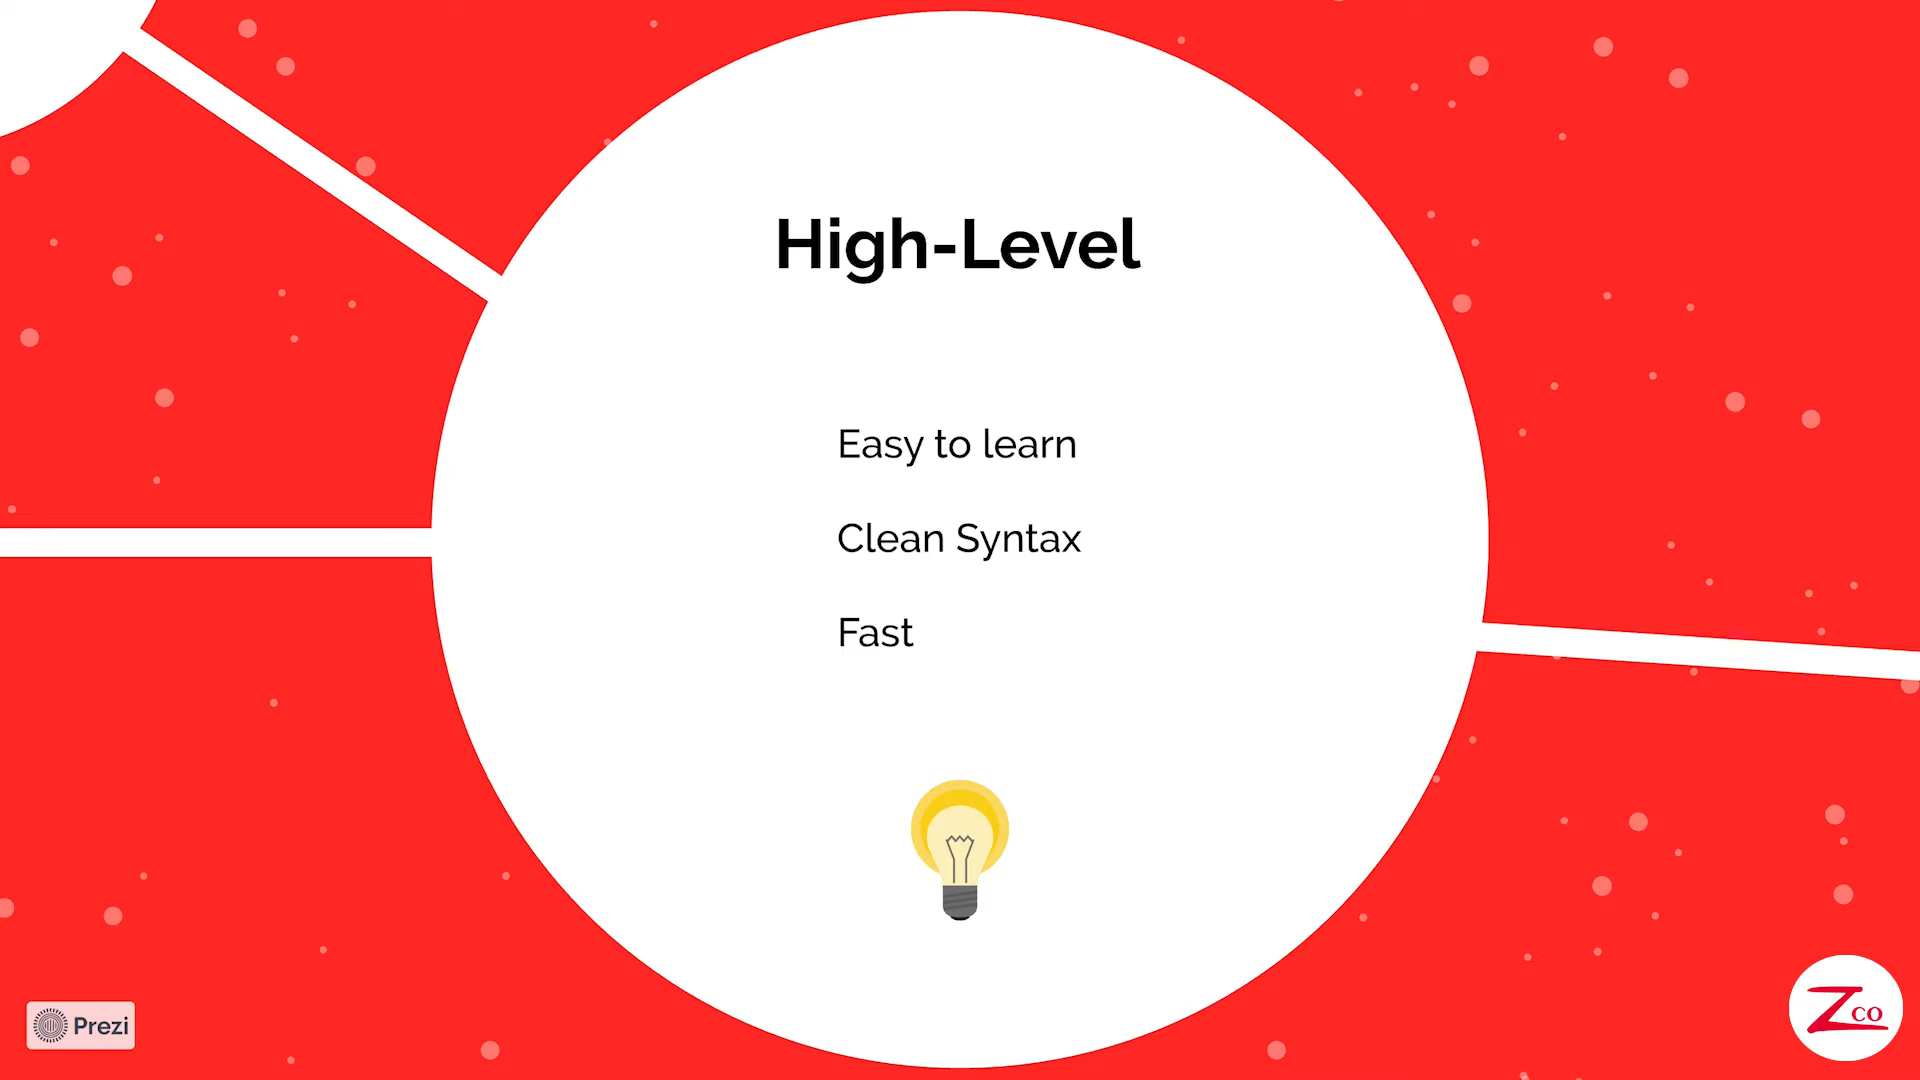 High-Level
Easy to learn
Clean Syntax
Fast
Prezi
Zco